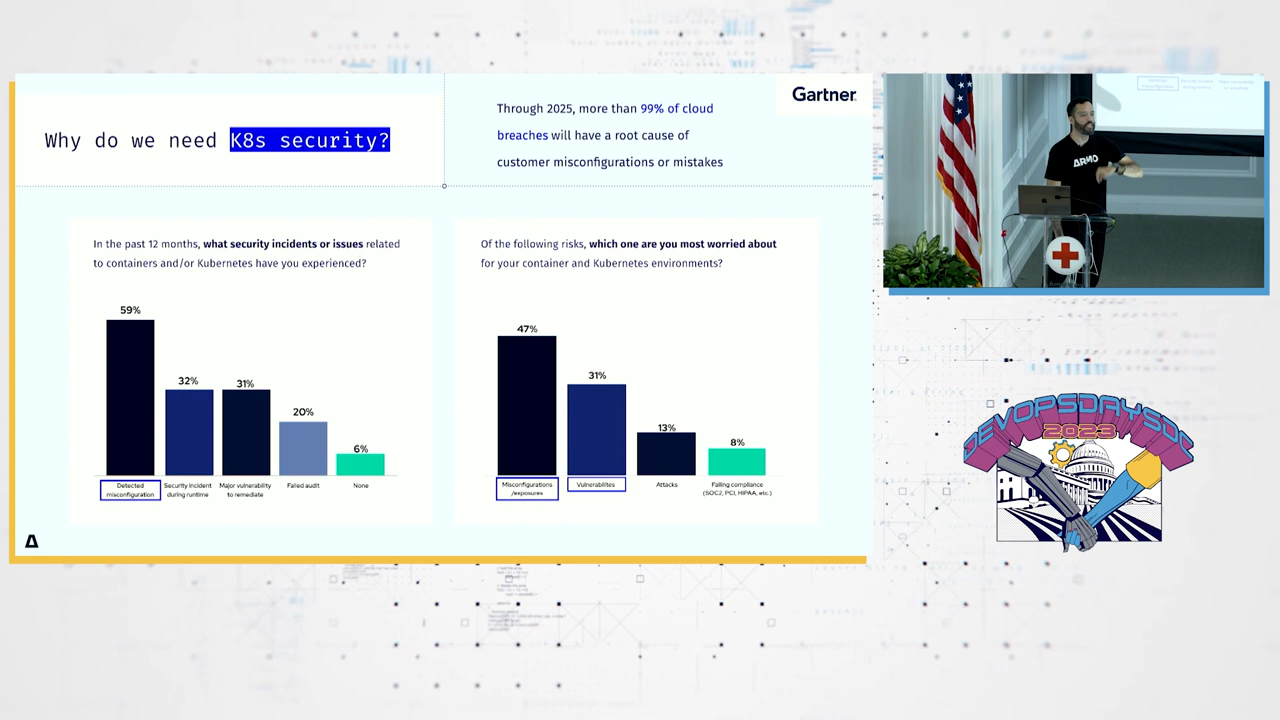 Why do we need K8s security?
Through 2025, more than 99% of cloud
breaches will have a root cause of
customer misconfigurations or mistakes
Gartner
In the past 12 months, what security incidents or issues related
to containers and/or Kubernetes have you experienced?
59%
32%
31%
20%
6%
Detected
misconfiguration
Security incident
during runtime
Major vulnerability
to remediate
Failed audit
None
Of the following risks, which one are you most worried about
for your container and Kubernetes environments?
47%
31%
13%
8%
Misconfigurations
/exposures
Vulnerabilites
Attacks
Failing compliance
(SOC2, PCI, HIPAA, etc.)
ARMO
DEVOPSDAYSDC
2023